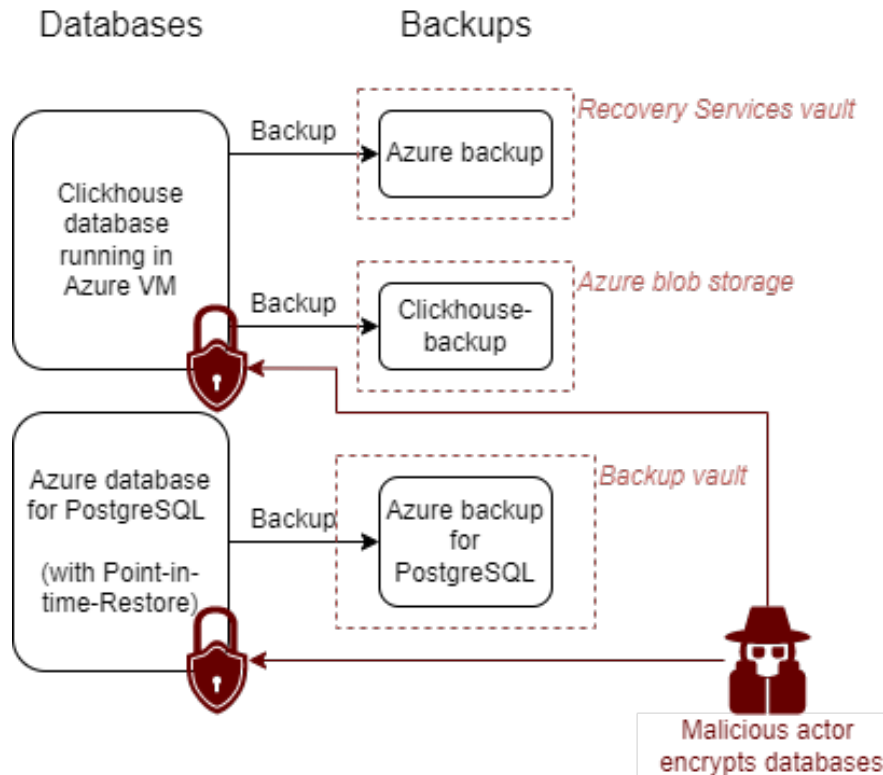 Databases
Backups
Backup
Azure backup
Recovery Services vault
Clickhouse
database
running in
Azure VM
Backup
Clickhouse-
backup
Azure blob storage
Azure database
for PostgreSQL
(with Point-in-
time-Restore)
Backup
Azure backup
for
PostgreSQL
Backup vault
Malicious actor
encrypts databases